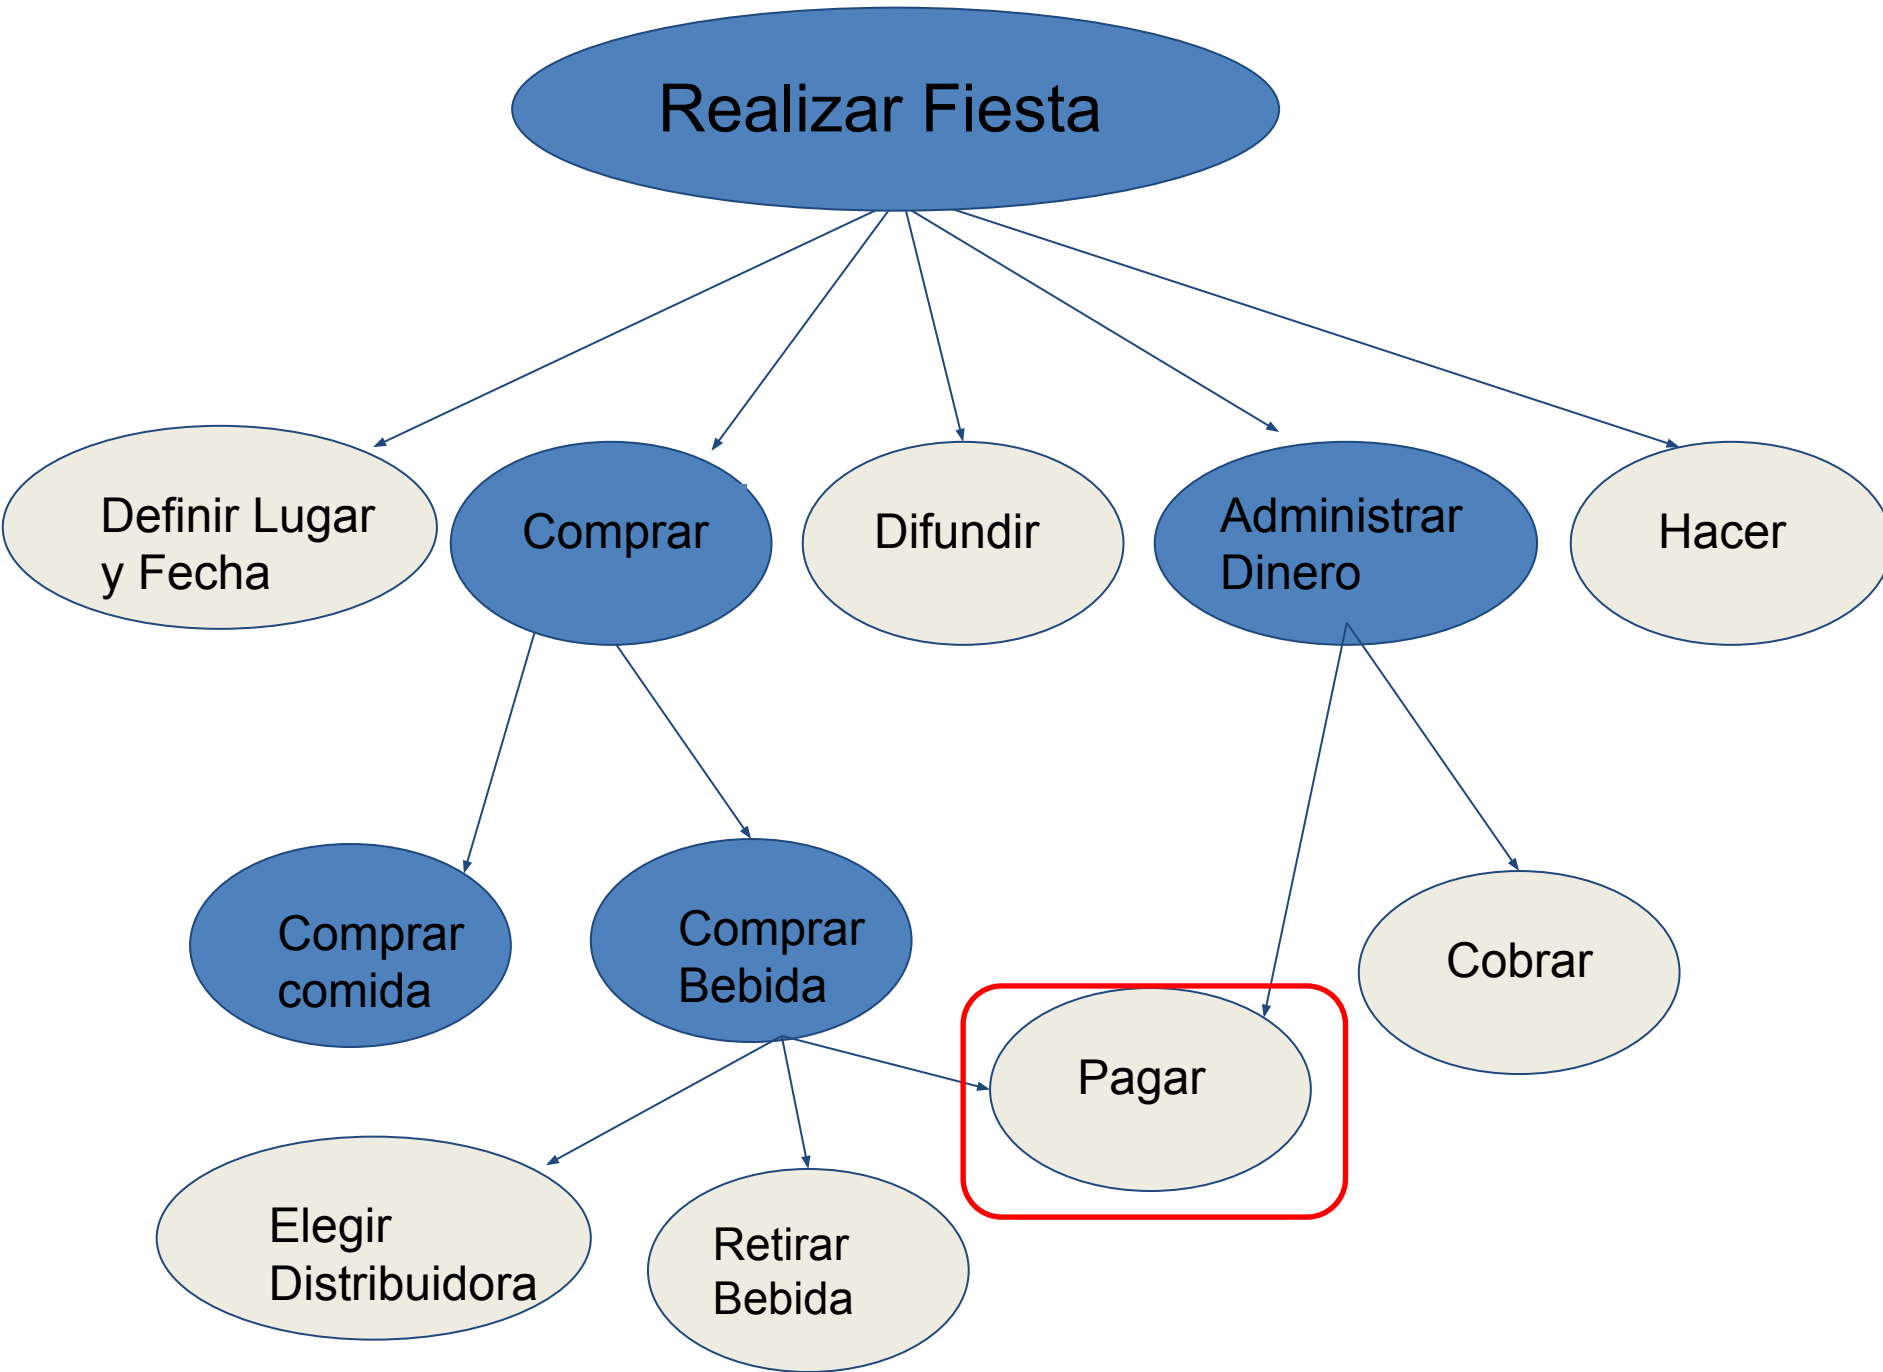 Realizar Fiesta
Definir Lugar
y Fecha
Comprar
Difundir
Administrar
Dinero
Hacer
Comprar
comida
Comprar
Bebida
Cobrar
Pagar
Elegir
Distribuidora
Retirar
Bebida